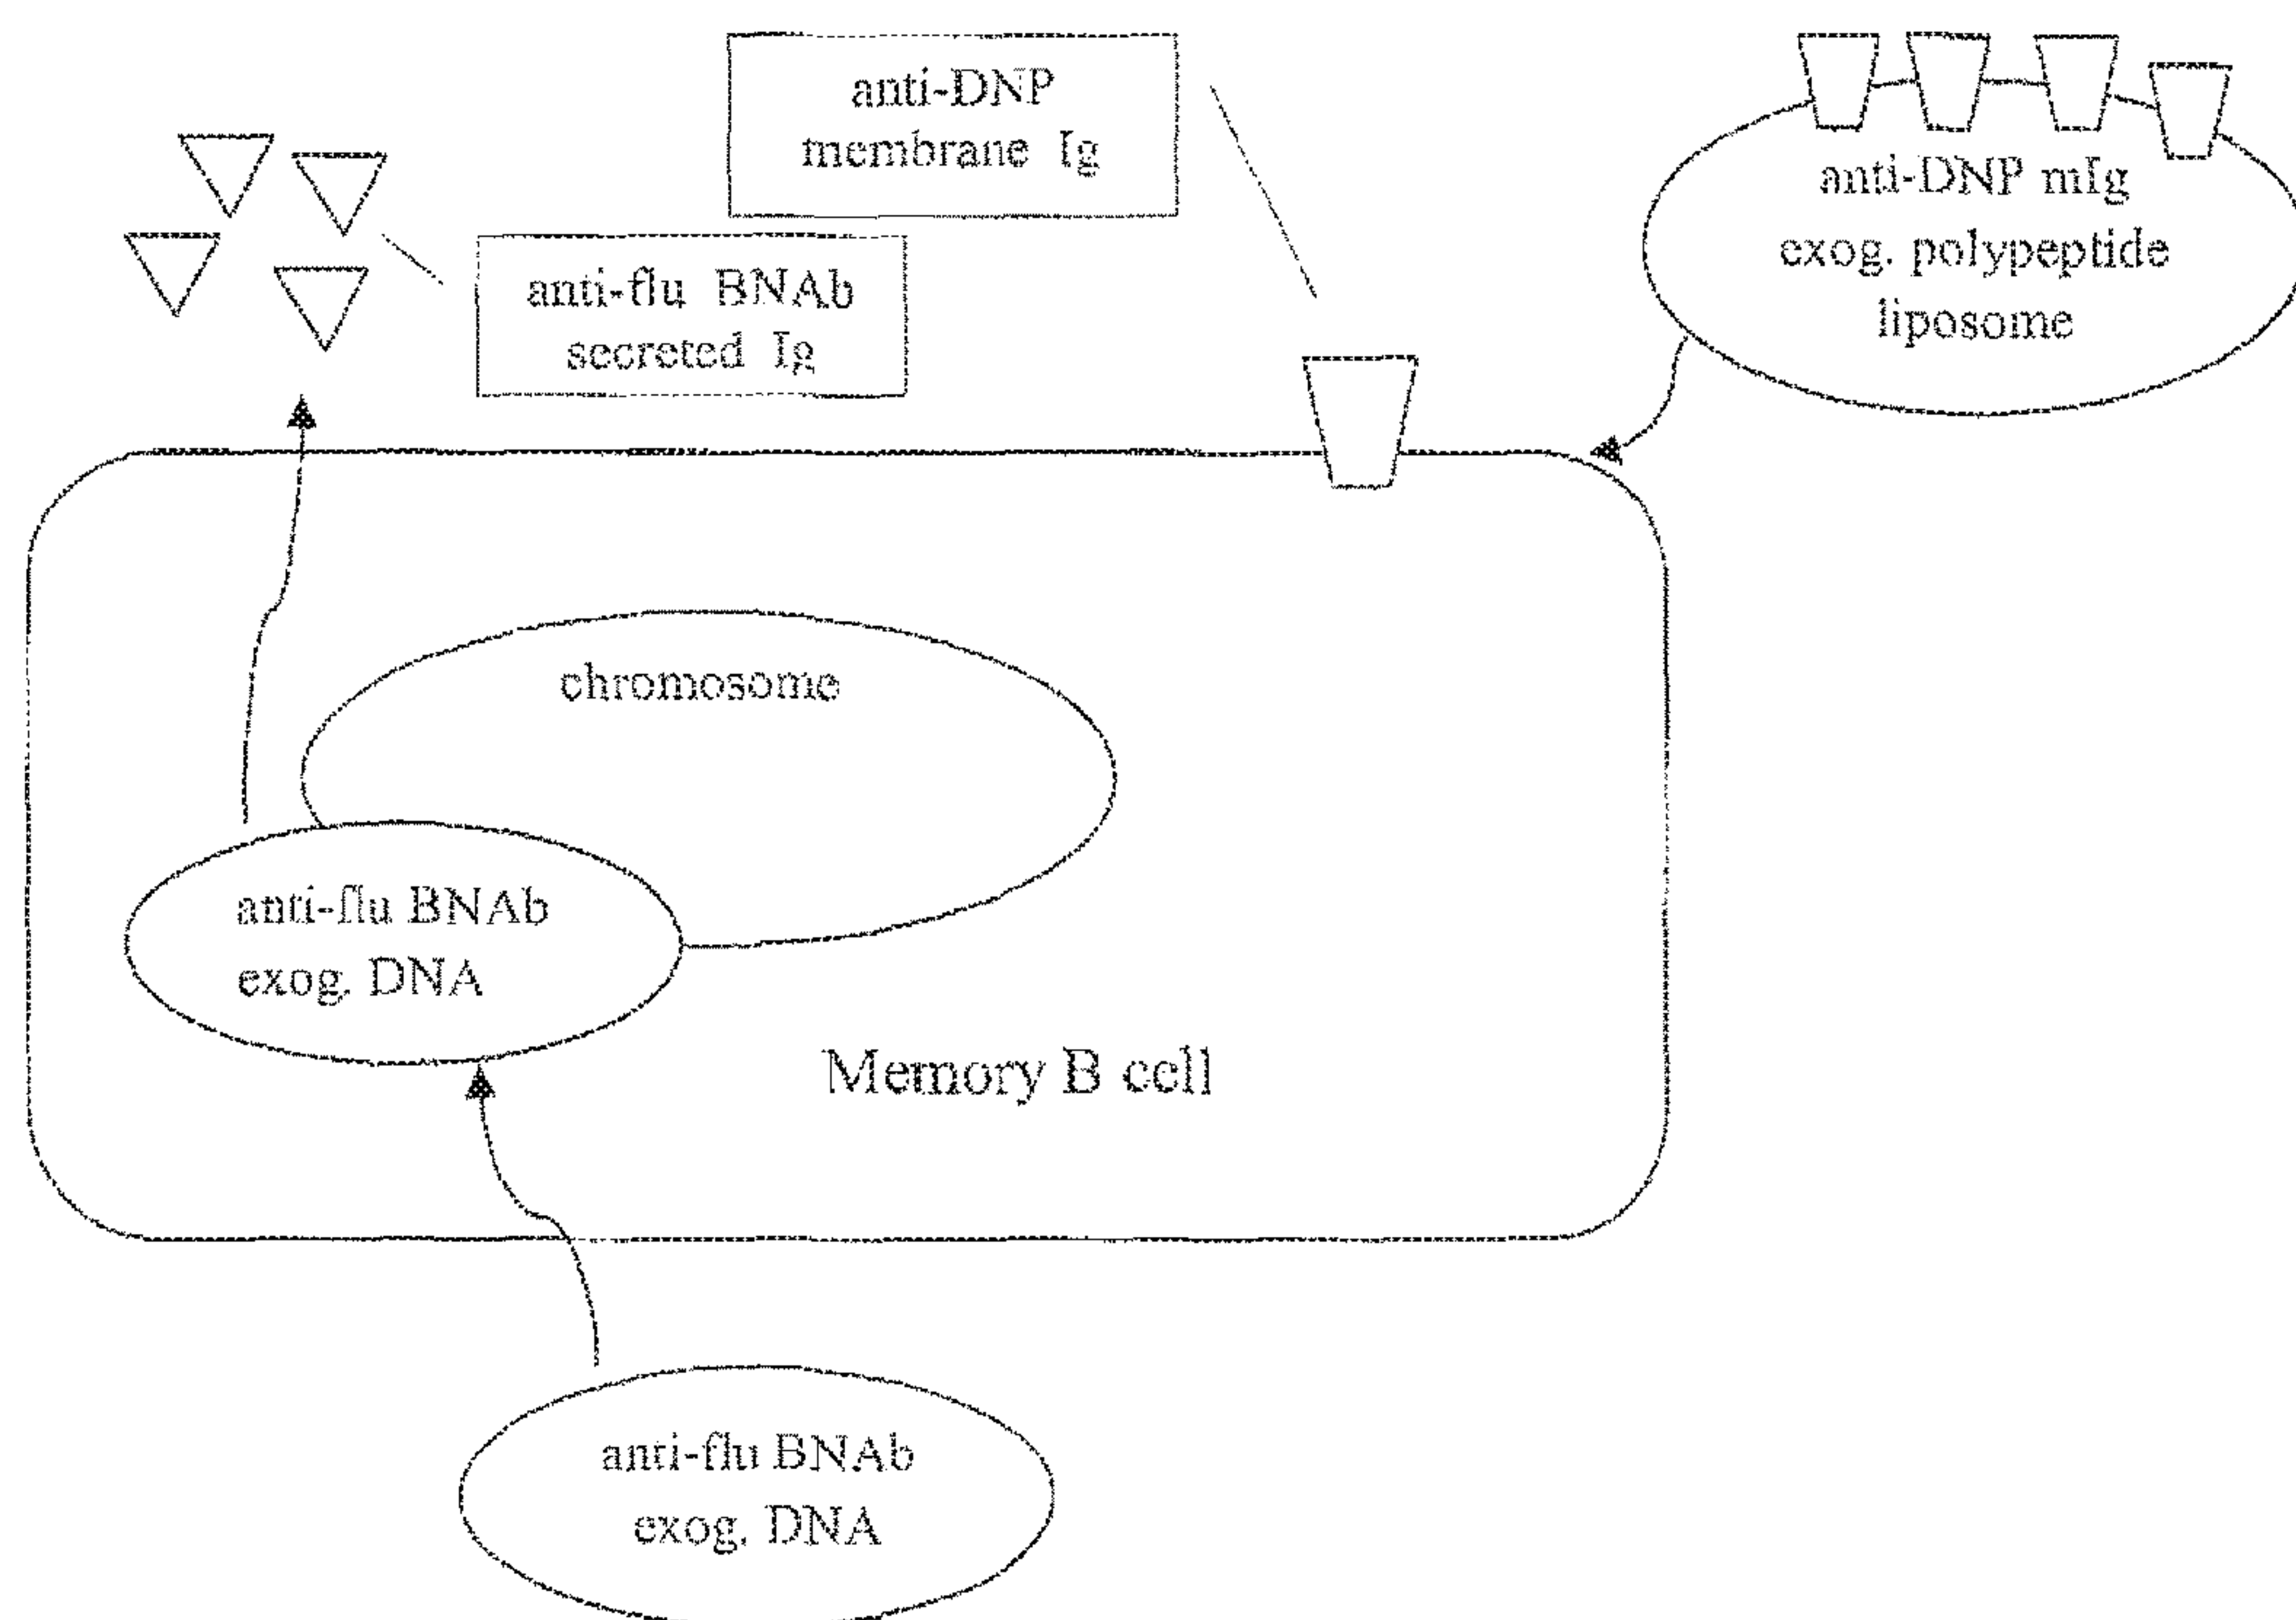 anti-DNP
membrane Ig
anti-DNP mIg
exog. polypeptide
liposome
anti-flu BNAb
secreted Ig
chromosome
anti-flu BNAb
exog. DNA
Memory B cell
anti-flu BNAb
exog. DNA